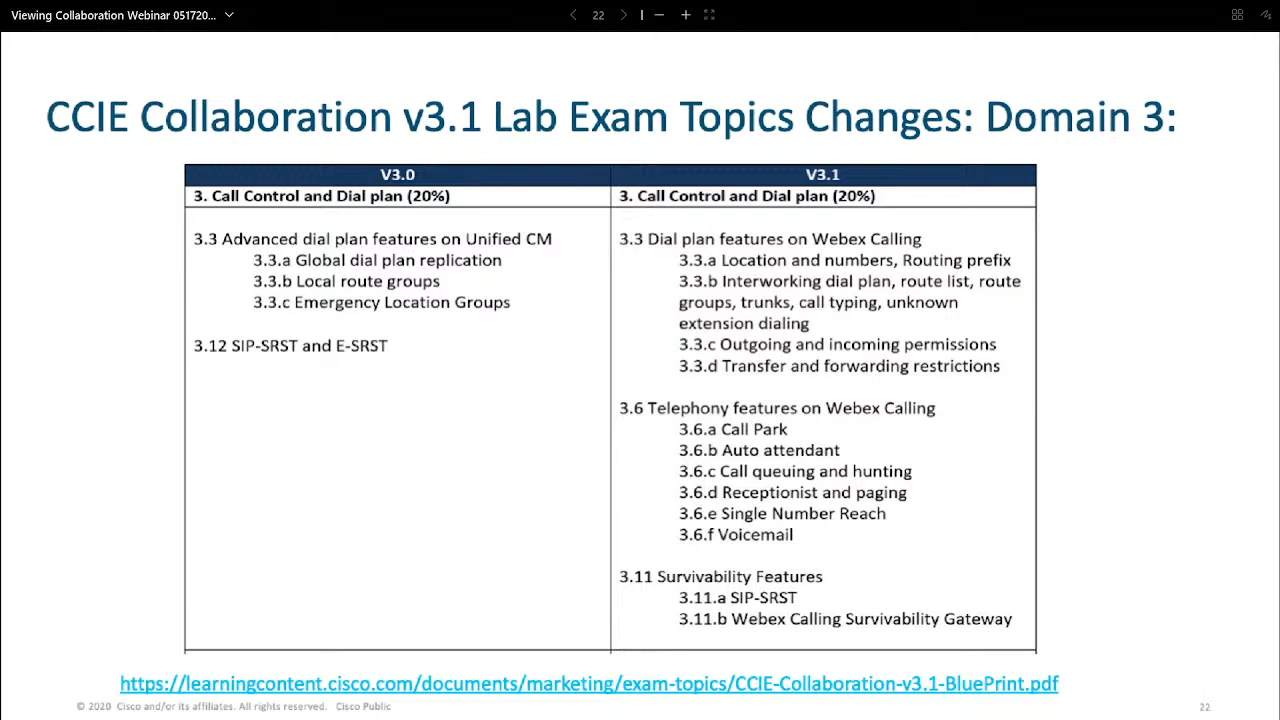 Viewing Collaboration Webinar 051720...
22
CCIE Collaboration v3.1 Lab Exam Topics Changes: Domain 3:
V3.0
3. Call Control and Dial plan (20%)
3.3 Advanced dial plan features on Unified CM
3.3.a Global dial plan replication
3.3.b Local route groups
3.3.c Emergency Location Groups
3.12 SIP-SRST and E-SRST
V3.1
3. Call Control and Dial plan (20%)
3.3 Dial plan features on Webex Calling
3.3.a Location and numbers, Routing prefix
3.3.b Interworking dial plan, route list, route
groups, trunks, call typing, unknown
extension dialing
3.3.c Outgoing and incoming permissions
3.3.d Transfer and forwarding restrictions
3.6 Telephony features on Webex Calling
3.6.a Call Park
3.6.b Auto attendant
3.6.c Call queuing and hunting
3.6.d Receptionist and paging
3.6.e Single Number Reach
3.6.f Voicemail
3.11 Survivability Features
3.11.a SIP-SRST
3.11.b Webex Calling Survivability Gateway
https://learningcontent.cisco.com/documents/marketing/exam-topics/CCIE-Collaboration-v3.1-BluePrint.pdf
© 2020 Cisco and/or its affiliates. All rights reserved. Cisco Public
22